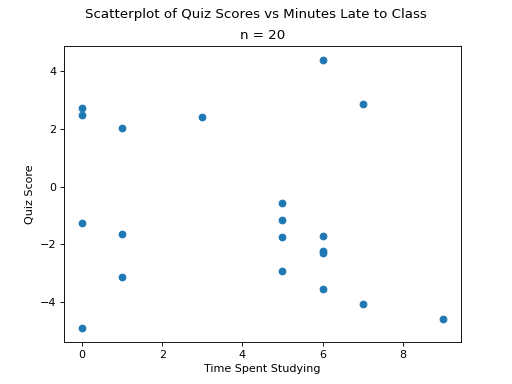 Scatterplot of Quiz Scores vs Minutes Late to Class
n = 20
4
2
0
−2
−4
Quiz Score
0 2 4 6 8
Time Spent Studying